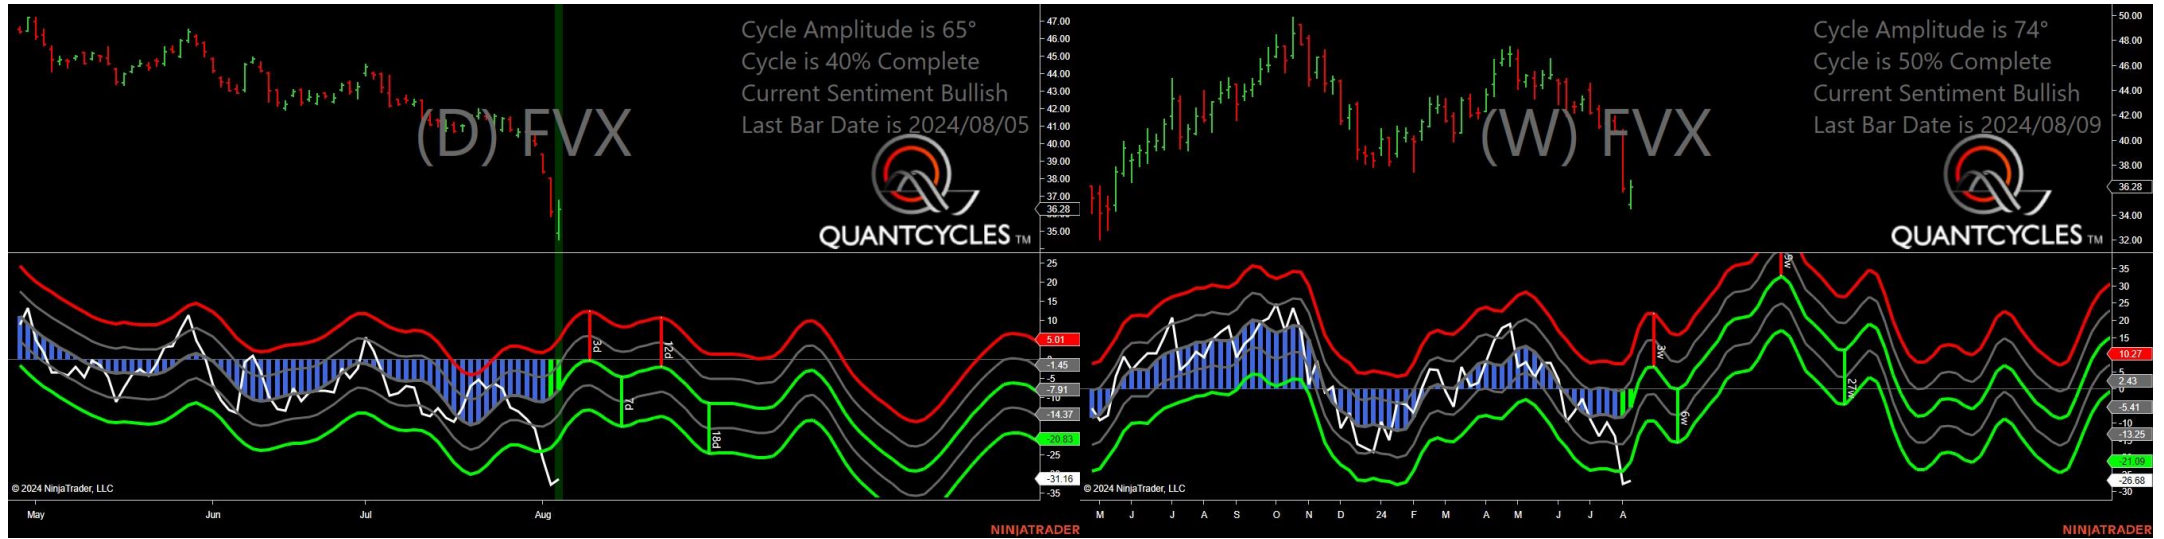 Cycle Amplitude is 65°
Cycle is 40% Complete
Current Sentiment Bullish
Last Bar Date is 2024/08/05
(D) FVX
QUANTCYCLES TM
47.00
46.00
45.00
44.00
43.00
42.00
41.00
40.00
39.00
38.00
37.00
36.28
35.00
25
20
15
10
5.01
-1.45
-5
-7.91
-10
-14.37
-20.83
-25
-31.16
-35
3d
7d
12d
18d
© 2024 NinjaTrader, LLC
May Jun Jul Aug
NINJATRADER
Cycle Amplitude is 74°
Cycle is 50% Complete
Current Sentiment Bullish
Last Bar Date is 2024/08/09
(W) FVX
QUANTCYCLES TM
50.00
48.00
46.00
44.00
42.00
40.00
38.00
36.28
34.00
32.00
35
30
25
20
15
10.27
5
2.43
0
-5.41
-13.25
-21.09
-26.68
-30
3w
6w
9w
27w
© 2024 NinjaTrader, LLC
M J J A S O N D 24 F M A M J J A
NINJATRADER